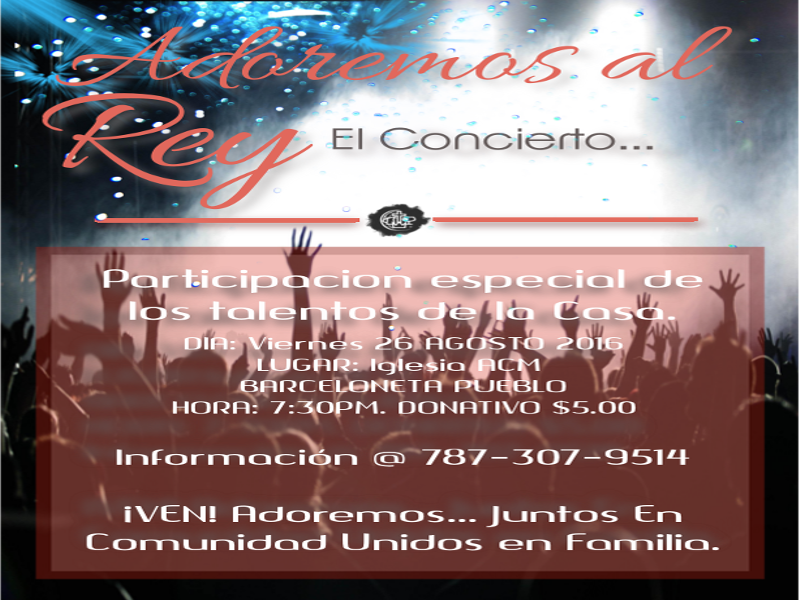 Adoremos al
Rey El Concierto...
Participacion especial de
los talentos de la Casa.
DIA: Viernes 26 AGOSTO 2016
LUGAR: Iglesia ACM
BARCELONETA PUEBLO
HORA: 7:30PM. DONATIVO $5.00
Información @ 787-307-9514
¡VEN! Adoremos... Juntos En
Comunidad Unidos en Familia.